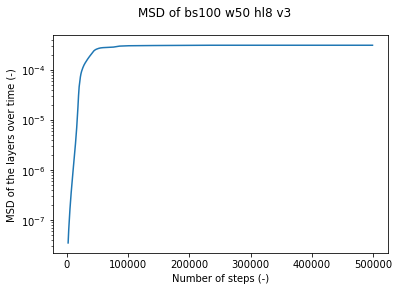 MSD of bs100 w50 hl8 v3
MSD of the layers over time (-)
10⁻⁴
10⁻⁵
10⁻⁶
10⁻⁷
0 100000 200000 300000 400000 500000
Number of steps (-)